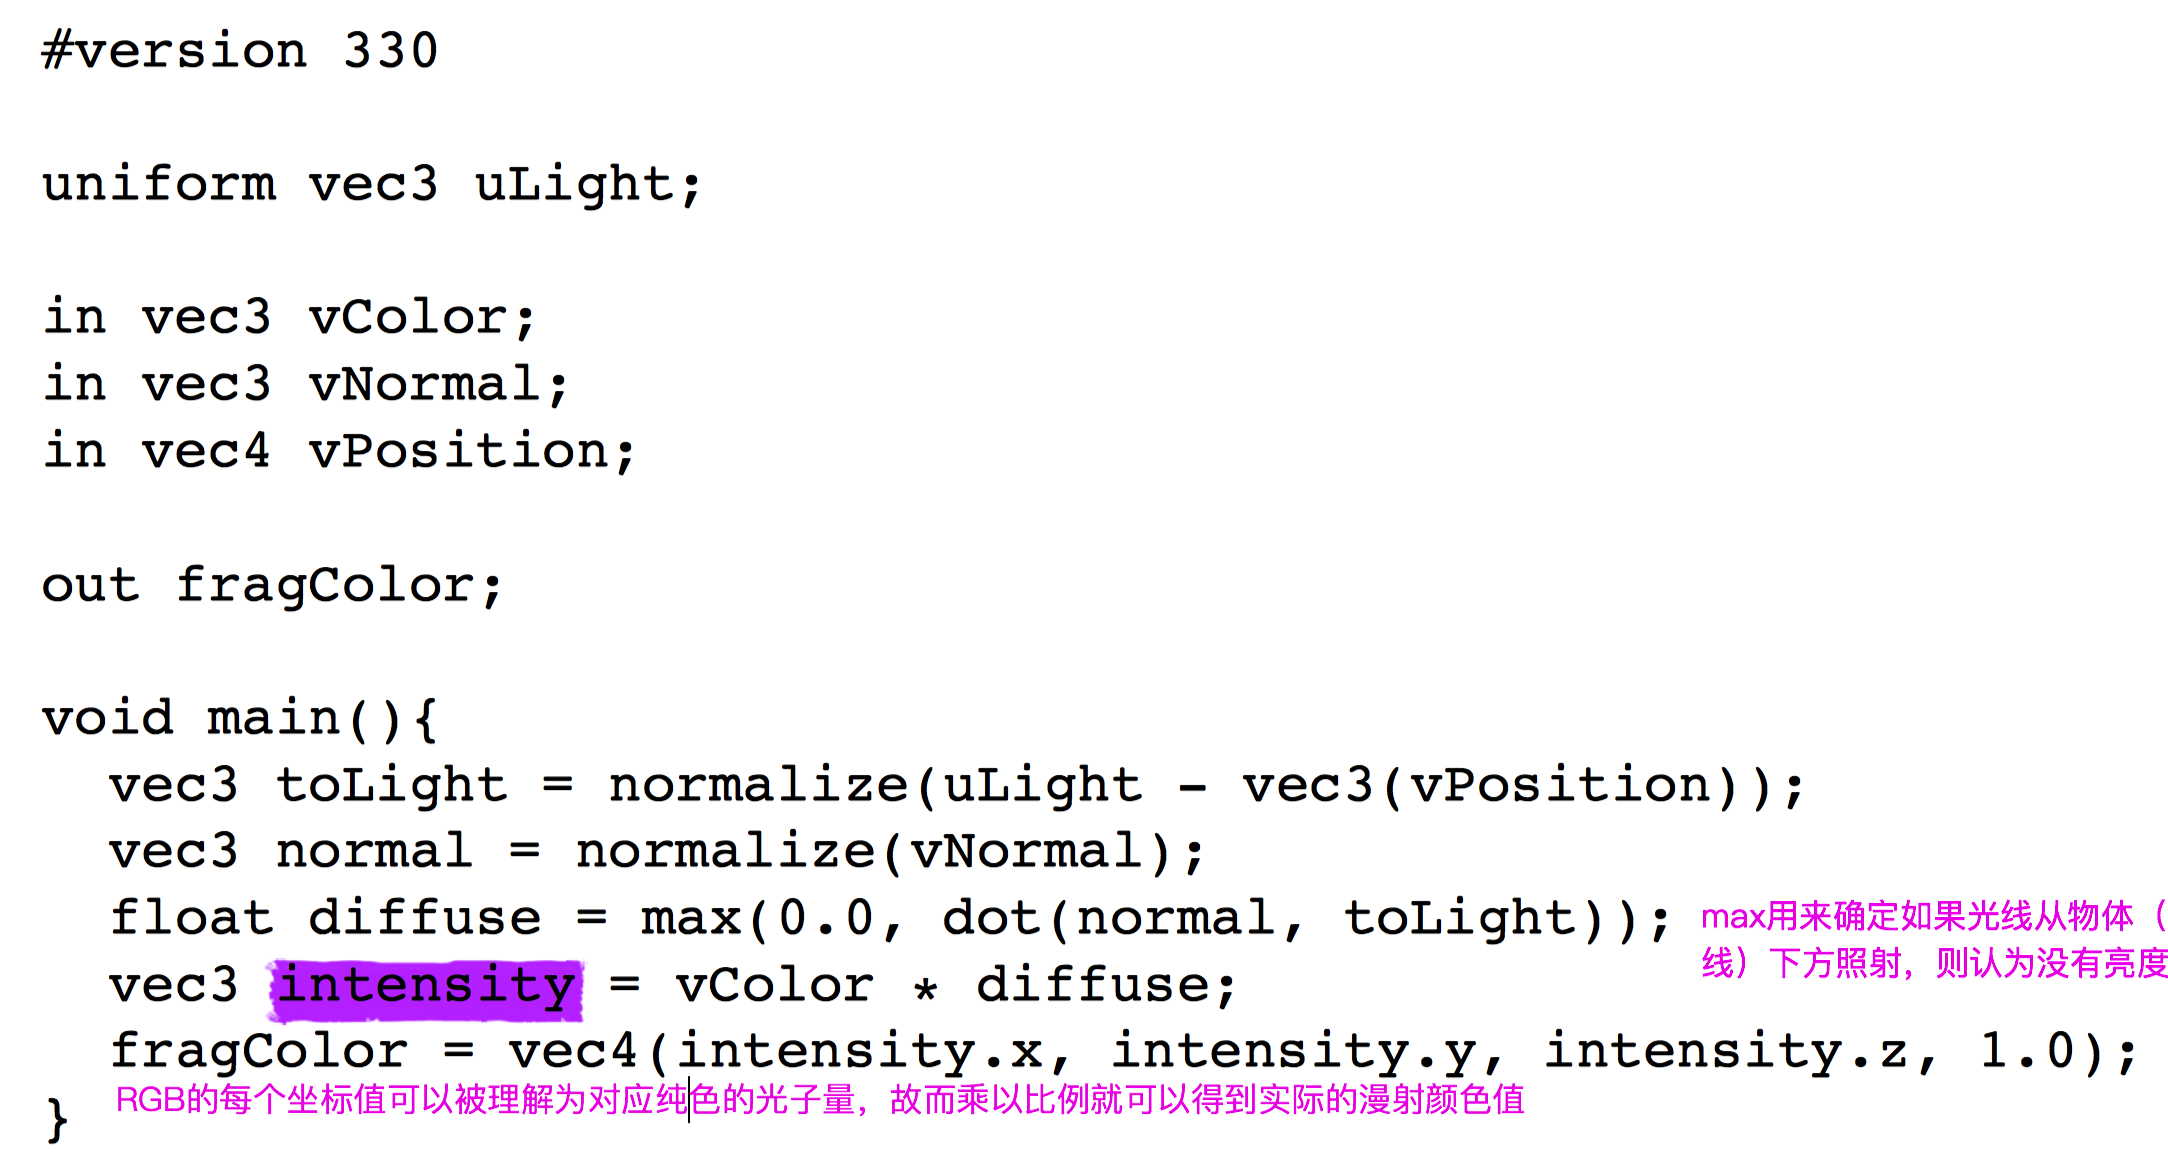 #version 330
uniform vec3 uLight;
in vec3 vColor;
in vec3 vNormal;
in vec4 vPosition;
out fragColor;
void main(){
vec3 toLight = normalize(uLight - vec3(vPosition));
vec3 normal = normalize(vNormal);
float diffuse = max(0.0, dot(normal, toLight));
max用来确定如果光线从物体（
线）下方照射，则认为没有亮度
vec3 intensity = vColor * diffuse;
fragColor = vec4(intensity.x, intensity.y, intensity.z, 1.0);
RGB的每个坐标值可以被理解为对应纯色的光子量，故而乘以比例就可以得到实际的漫射颜色值
}